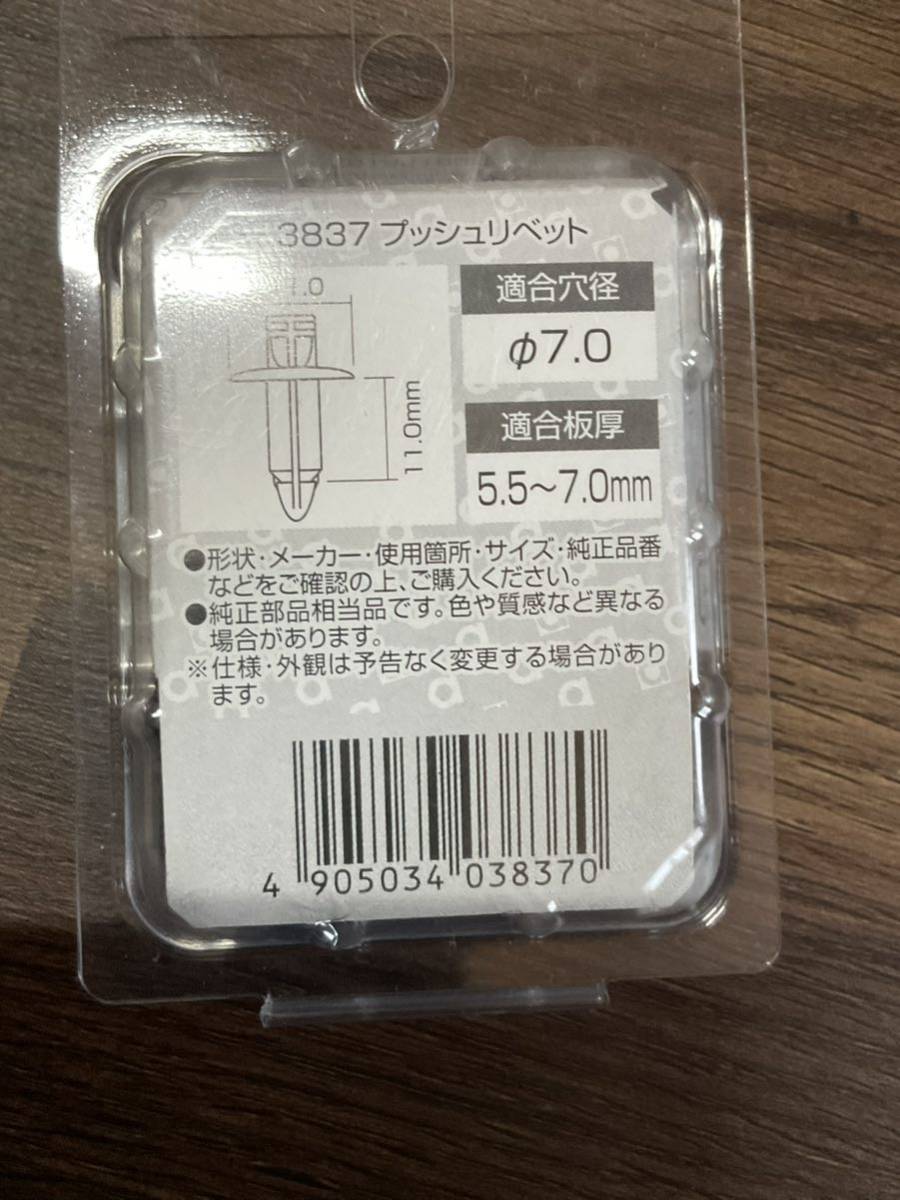 3837 プッシュリベット
適合穴径
φ7.0
11.0mm
適合板厚
5.5～7.0mm
●形状・メーカー・使用箇所・サイズ・純正品番
などをご確認の上、ご購入ください。
●純正部品相当品です。色や質感など異なる
場合があります。
※仕様・外観は予告なく変更する場合があり
ます。
4 905034 038370